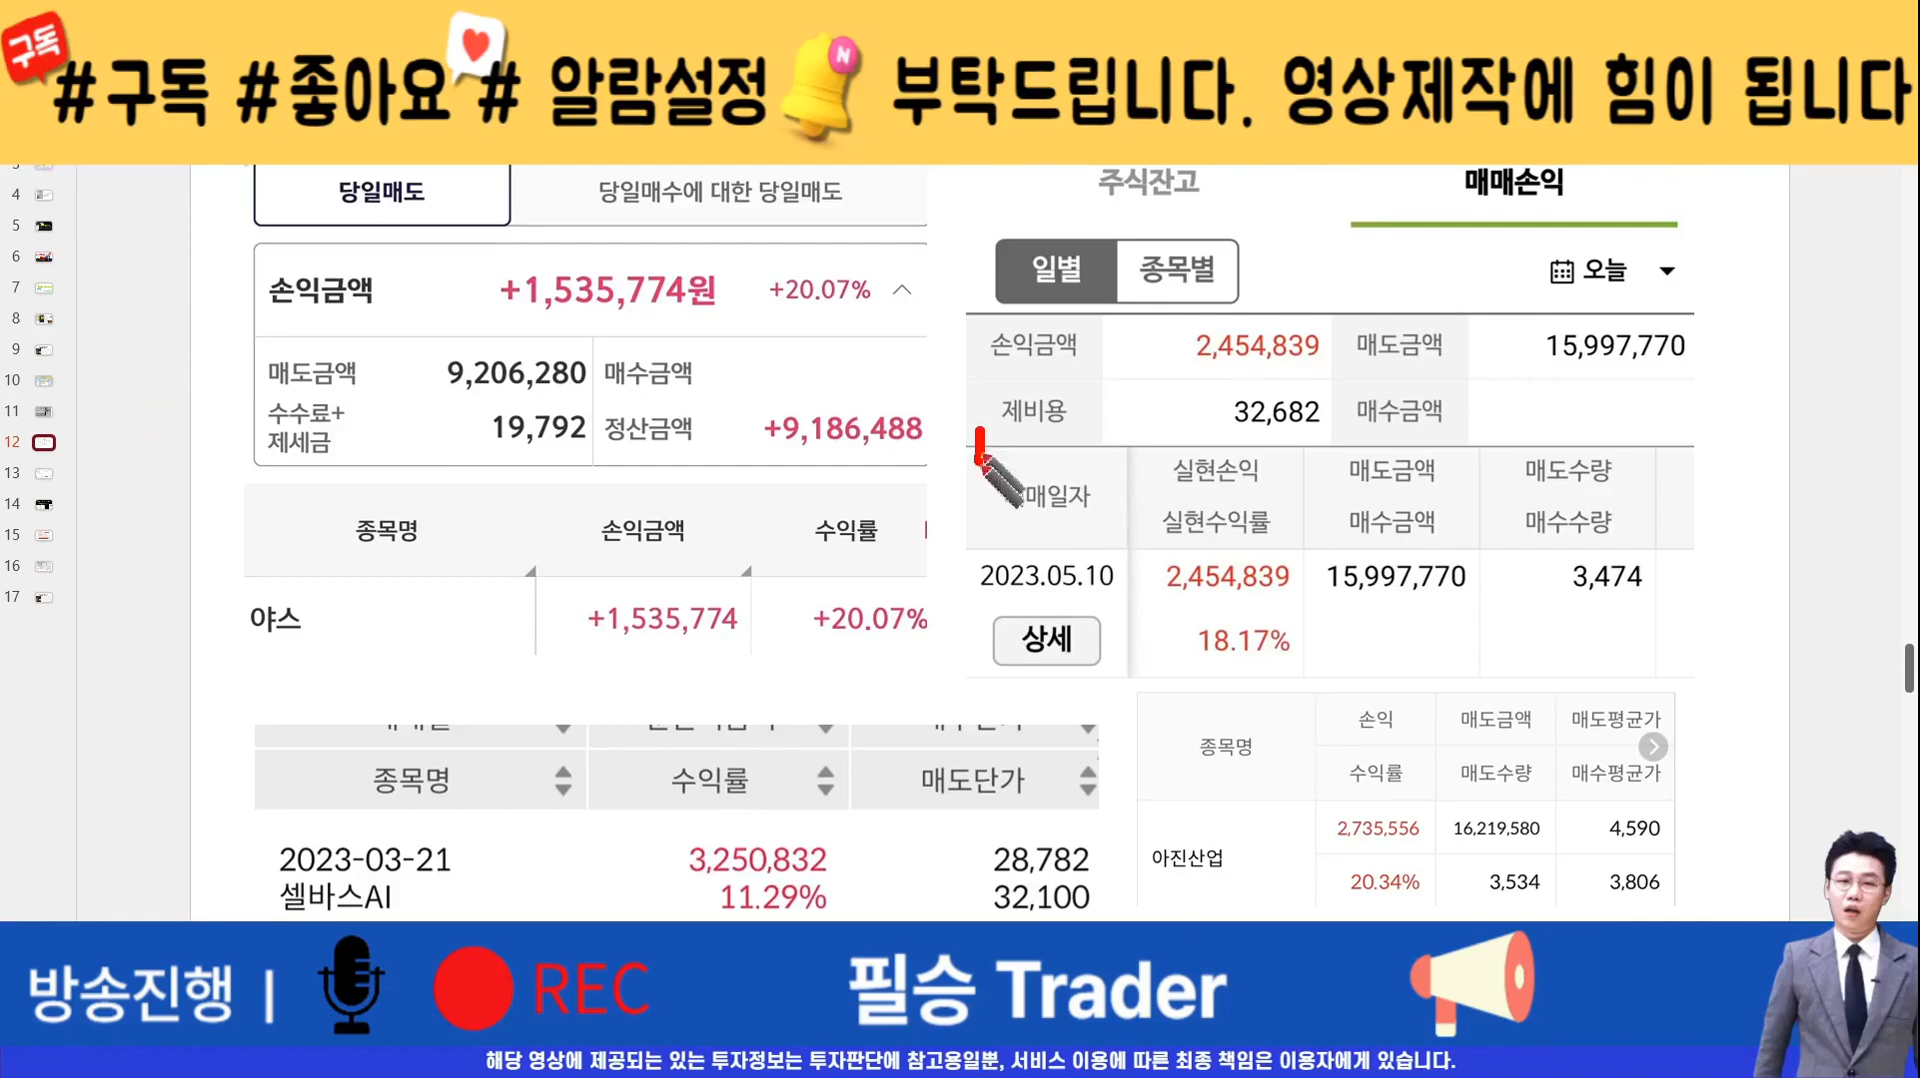 구독
#구독 #좋아요 # 알람설정 N 부탁드립니다. 영상제작에 힘이 됩니다
4
5
6
7
8
9
10
11
12
13
14
15
16
17
당일매도 당일매수에 대한 당일매도
손익금액 +1,535,774원 +20.07%
매도금액 9,206,280 매수금액
수수료+
제세금 19,792 정산금액 +9,186,488
종목명 손익금액 수익률
야스 +1,535,774 +20.07%
주식잔고 매매손익
일별 종목별 오늘
손익금액 2,454,839 매도금액 15,997,770
제비용 32,682 매수금액
매일자 실현손익 매도금액 매도수량
실현수익률 매수금액 매수수량
2023.05.10 2,454,839 15,997,770 3,474
상세 18.17%
종목명 수익률 매도단가
2023-03-21 3,250,832 28,782
셀바스AI 11.29% 32,100
종목명 손익 매도금액 매도평균가
수익률 매도수량 매수평균가
아진산업 2,735,556 16,219,580 4,590
20.34% 3,534 3,806
방송진행 | REC 필승 Trader
해당 영상에 제공되는 있는 투자정보는 투자판단에 참고용일뿐, 서비스 이용에 따른 최종 책임은 이용자에게 있습니다.